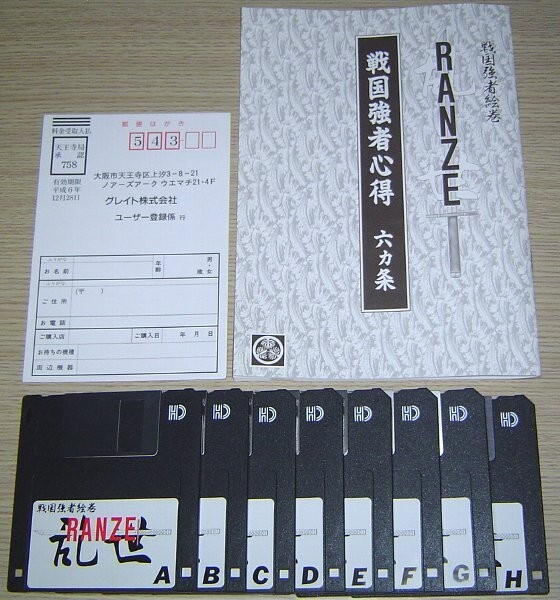 料金受取人払
天王寺局
承認
758
有効期限
平成6年
12月28日
郵便はがき
543
大阪市天王寺区上汐3-8-21
ノアーズアーク ウエマチ21・4F
グレイト株式会社
ユーザー登録係 行
ふりがな
お名前
年齢
男・女
歳
ふりがな
ご住所
(〒 )
お電話
ご購入店
ご購入日
年 月 日
お持ちの機種
周辺機器
戦国強者絵巻
RANZE
乱世
戦国強者心得 六カ条
HD
HD
HD
HD
HD
HD
HD
HD
戦国強者絵巻
RANZE
乱世
A
B
C
D
E
F
G
H